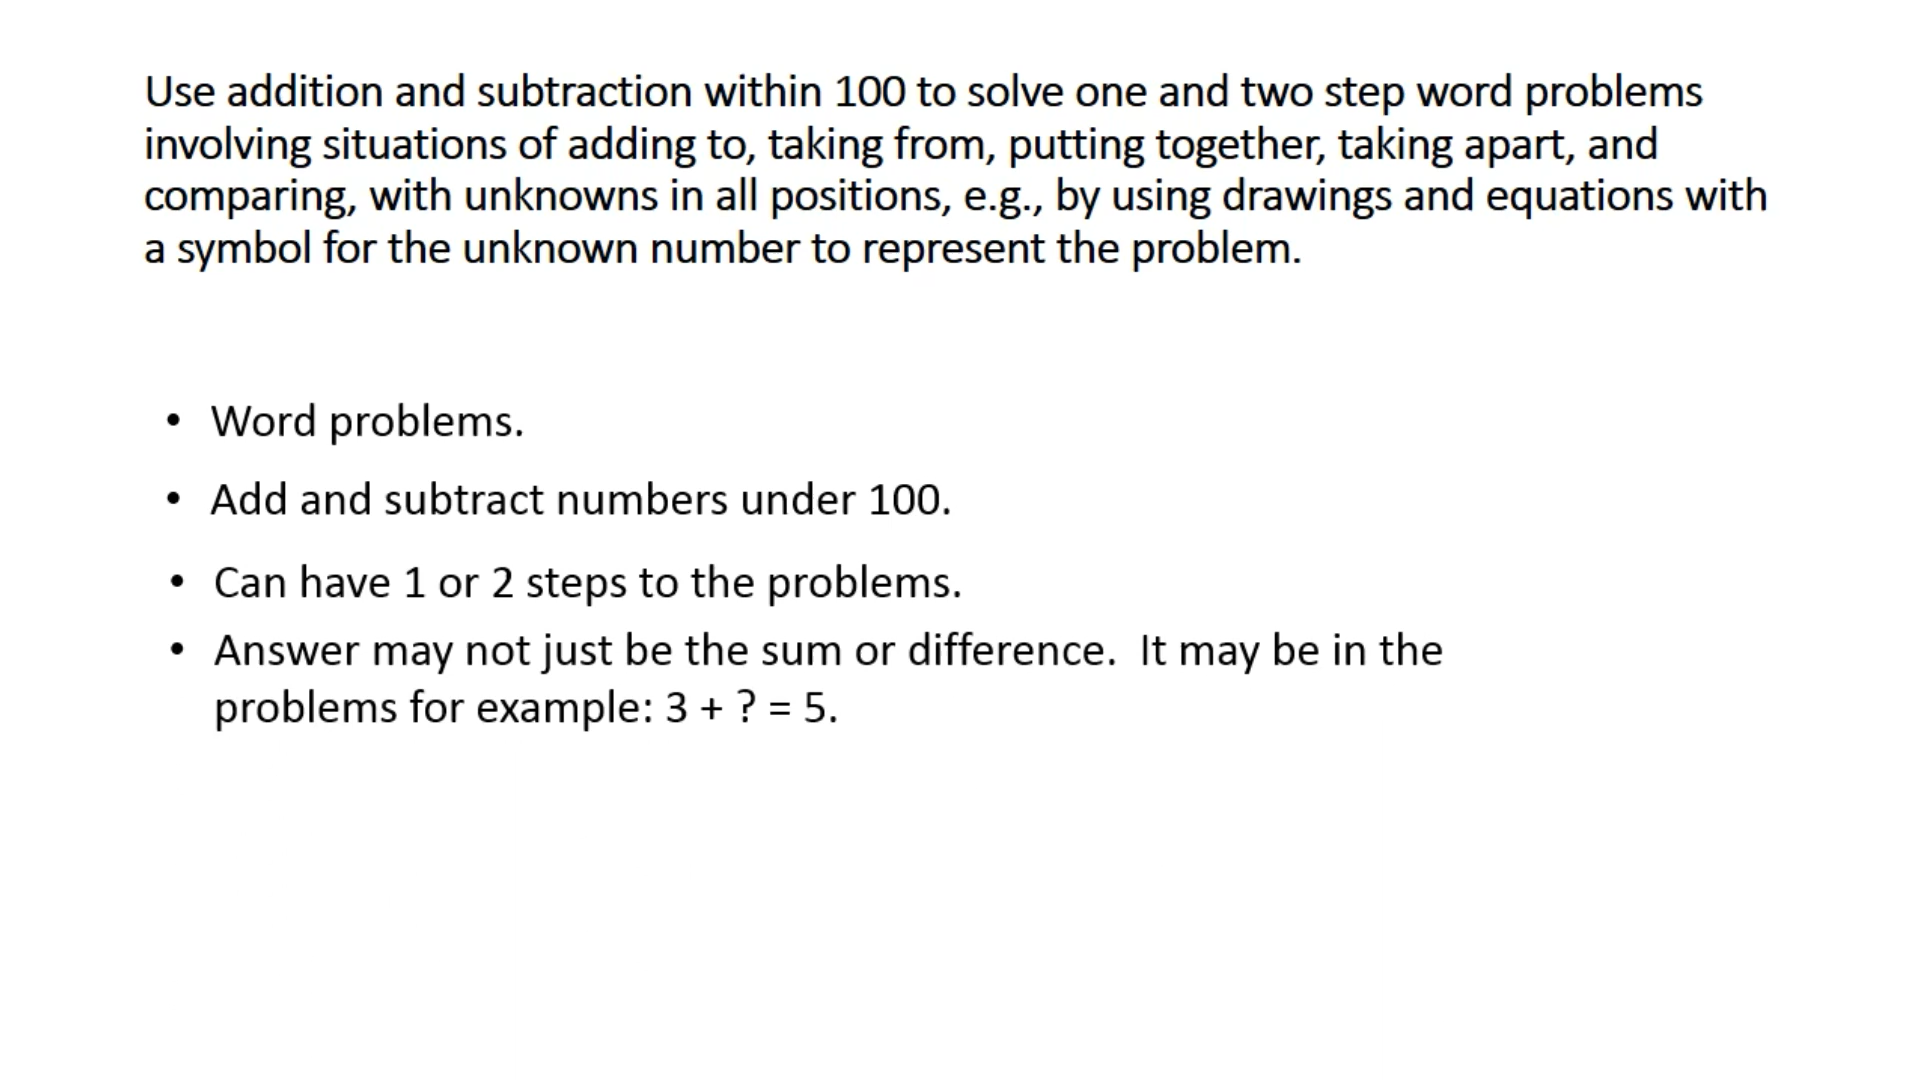 Use addition and subtraction within 100 to solve one and two step word problems
involving situations of adding to, taking from, putting together, taking apart, and
comparing, with unknowns in all positions, e.g., by using drawings and equations with
a symbol for the unknown number to represent the problem.
• Word problems.
• Add and subtract numbers under 100.
• Can have 1 or 2 steps to the problems.
• Answer may not just be the sum or difference.  It may be in the
problems for example: 3 + ? = 5.